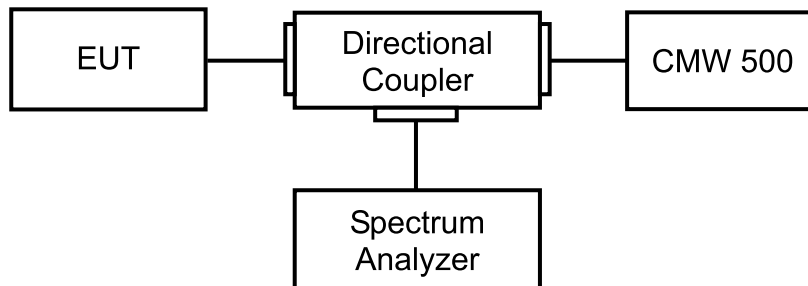 EUT
Directional
Coupler
CMW 500
Spectrum
Analyzer